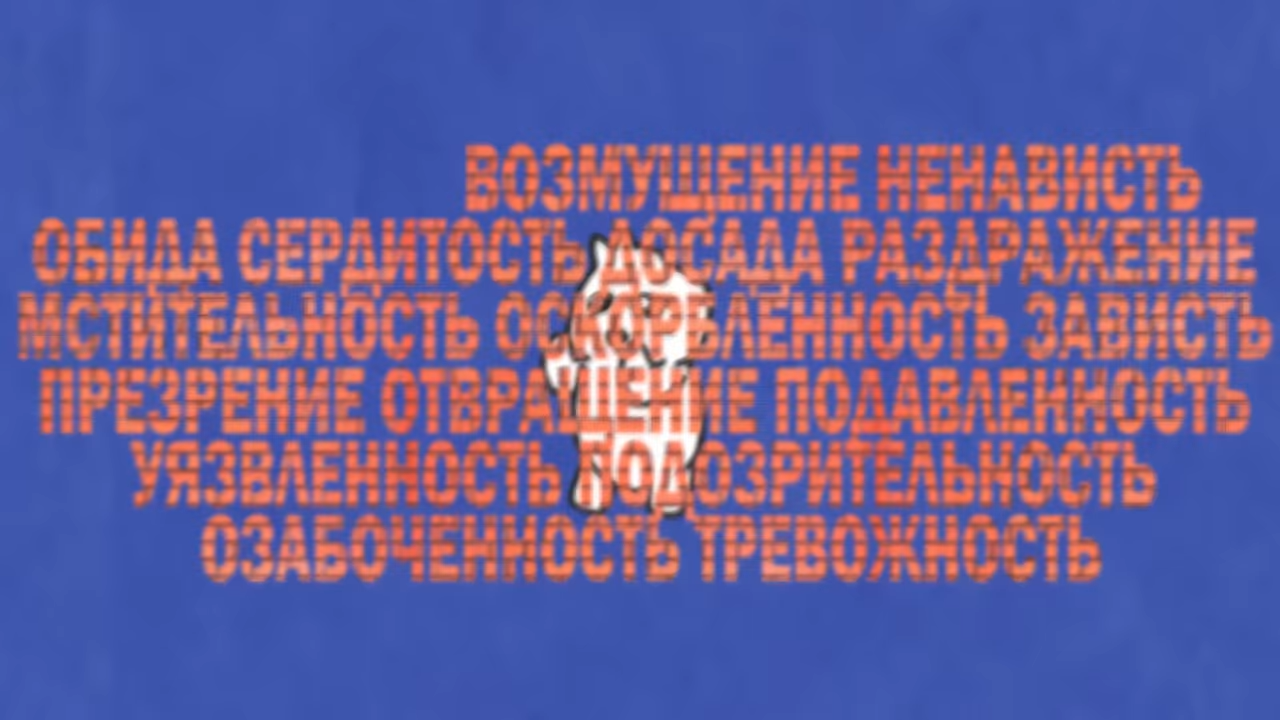 ВОЗМУЩЕНИЕ НЕНАВИСТЬ
ОБИДА СЕРДИТОСТЬ ДОСАДА РАЗДРАЖЕНИЕ
МСТИТЕЛЬНОСТЬ ОСКОРБЛЕННОСТЬ ЗАВИСТЬ
ПРЕЗРЕНИЕ ОТВРАЩЕНИЕ ПОДАВЛЕННОСТЬ
УЯЗВЛЕННОСТЬ ПОДОЗРИТЕЛЬНОСТЬ
ОЗАБОЧЕННОСТЬ ТРЕВОЖНОСТЬ